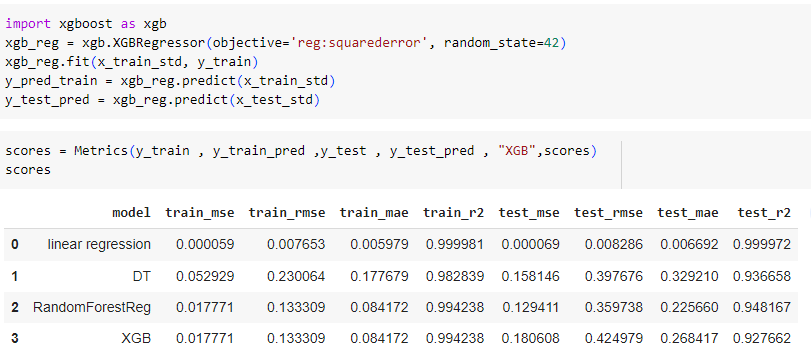 import xgboost as xgb
xgb_reg = xgb.XGBRegressor(objective='reg:squarederror', random_state=42)
xgb_reg.fit(x_train_std, y_train)
y_pred_train = xgb_reg.predict(x_train_std)
y_test_pred = xgb_reg.predict(x_test_std)
scores = Metrics(y_train , y_train_pred ,y_test , y_test_pred , "XGB",scores)
scores
model train_mse train_rmse train_mae train_r2 test_mse test_rmse test_mae test_r2
0 linear regression 0.000059 0.007653 0.005979 0.999981 0.000069 0.008286 0.006692 0.999972
1 DT 0.052929 0.230064 0.177679 0.982839 0.158146 0.397676 0.329210 0.936658
2 RandomForestReg 0.017771 0.133309 0.084172 0.994238 0.129411 0.359738 0.225660 0.948167
3 XGB 0.017771 0.133309 0.084172 0.994238 0.180608 0.424979 0.268417 0.927662